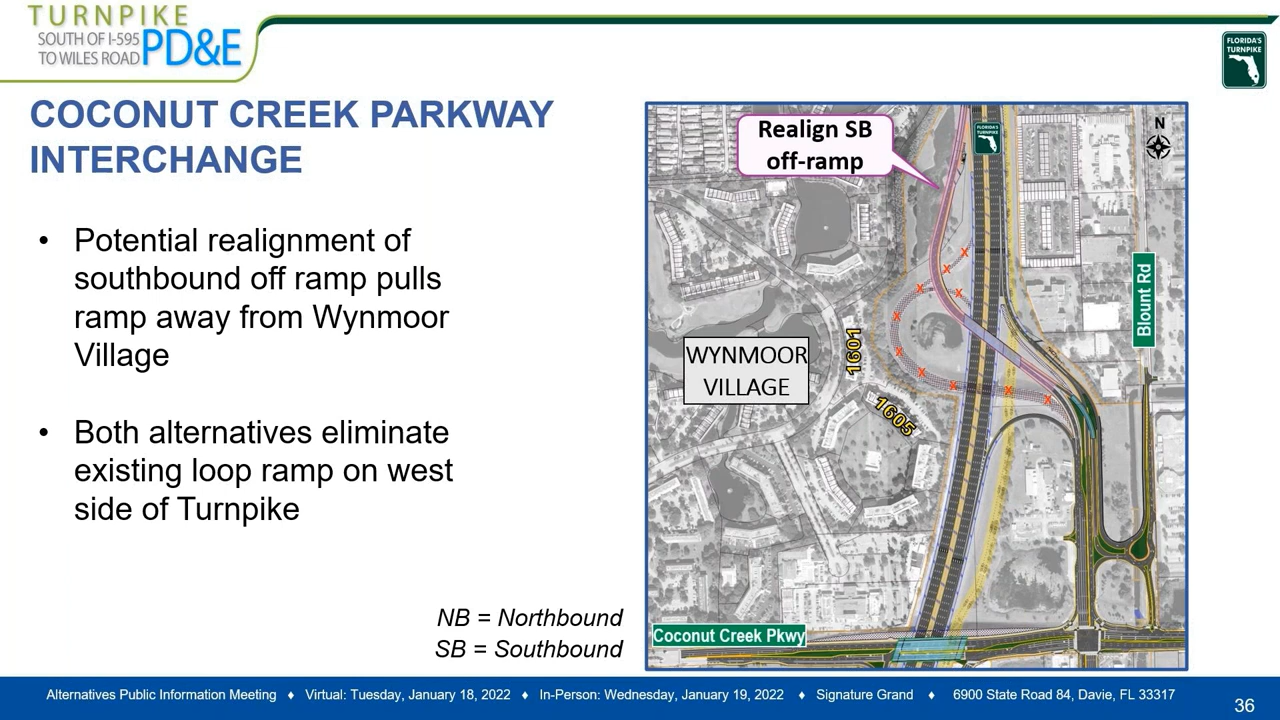 TURNPIKE
SOUTH OF I-595
TO WILES ROAD
PD&E
FLORIDA'S
TURNPIKE
COCONUT CREEK PARKWAY
INTERCHANGE
• Potential realignment of
southbound off ramp pulls
ramp away from Wynmoor
Village
• Both alternatives eliminate
existing loop ramp on west
side of Turnpike
NB = Northbound
SB = Southbound
Realign SB
off-ramp
FLORIDA'S
TURNPIKE
N
X
X
X
X
X
X
X
X
X
X
X
Blount Rd
1601
WYNMOOR
VILLAGE
1605
Coconut Creek Pkwy
Alternatives Public Information Meeting ♦ Virtual: Tuesday, January 18, 2022 ♦ In-Person: Wednesday, January 19, 2022 ♦ Signature Grand ♦ 6900 State Road 84, Davie, FL 33317
36